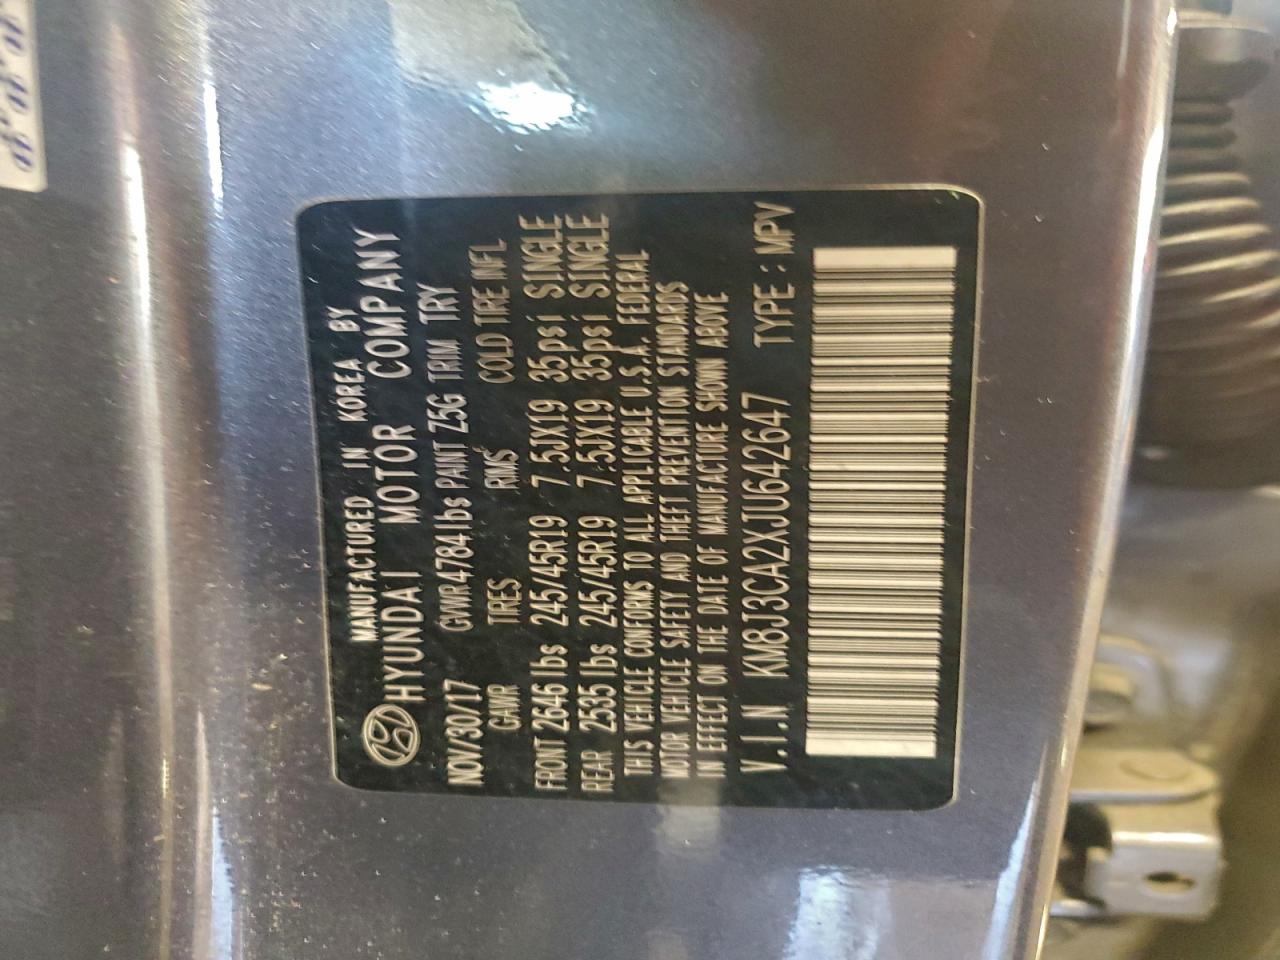 MANUFACTURED IN KOREA BY
HYUNDAI MOTOR COMPANY
NOV/30/17 GVWR 4784lbs PAINT Z5G TRIM TRY
GAWR TIRES RMS COLD TIRE INFL
FRONT 2646 lbs 245/45R19 7.5JX19 35psi SINGLE
REAR 2535 lbs 245/45R19 7.5JX19 35psi SINGLE
THIS VEHICLE CONFORMS TO ALL APPLICABLE U.S.A. FEDERAL
MOTOR VEHICLE SAFETY AND THEFT PREVENTION STANDARDS
IN EFFECT ON THE DATE OF MANUFACTURE SHOWN ABOVE
V.I.N KM8J3CA2XJU642647 TYPE : MPV